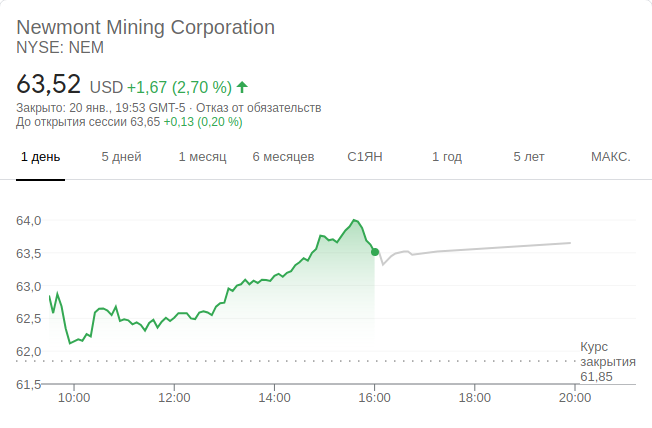 Newmont Mining Corporation
NYSE: NEM
63,52 USD +1,67 (2,70 %)
Закрыто: 20 янв., 19:53 GMT-5 · Отказ от обязательств
До открытия сессии 63,65 +0,13 (0,20 %)
1 день 5 дней 1 месяц 6 месяцев С1ЯН 1 год 5 лет МАКС.
64,0
63,5
63,0
62,5
62,0
Курс
закрытия
61,85
61,5
10:00 12:00 14:00 16:00 18:00 20:00